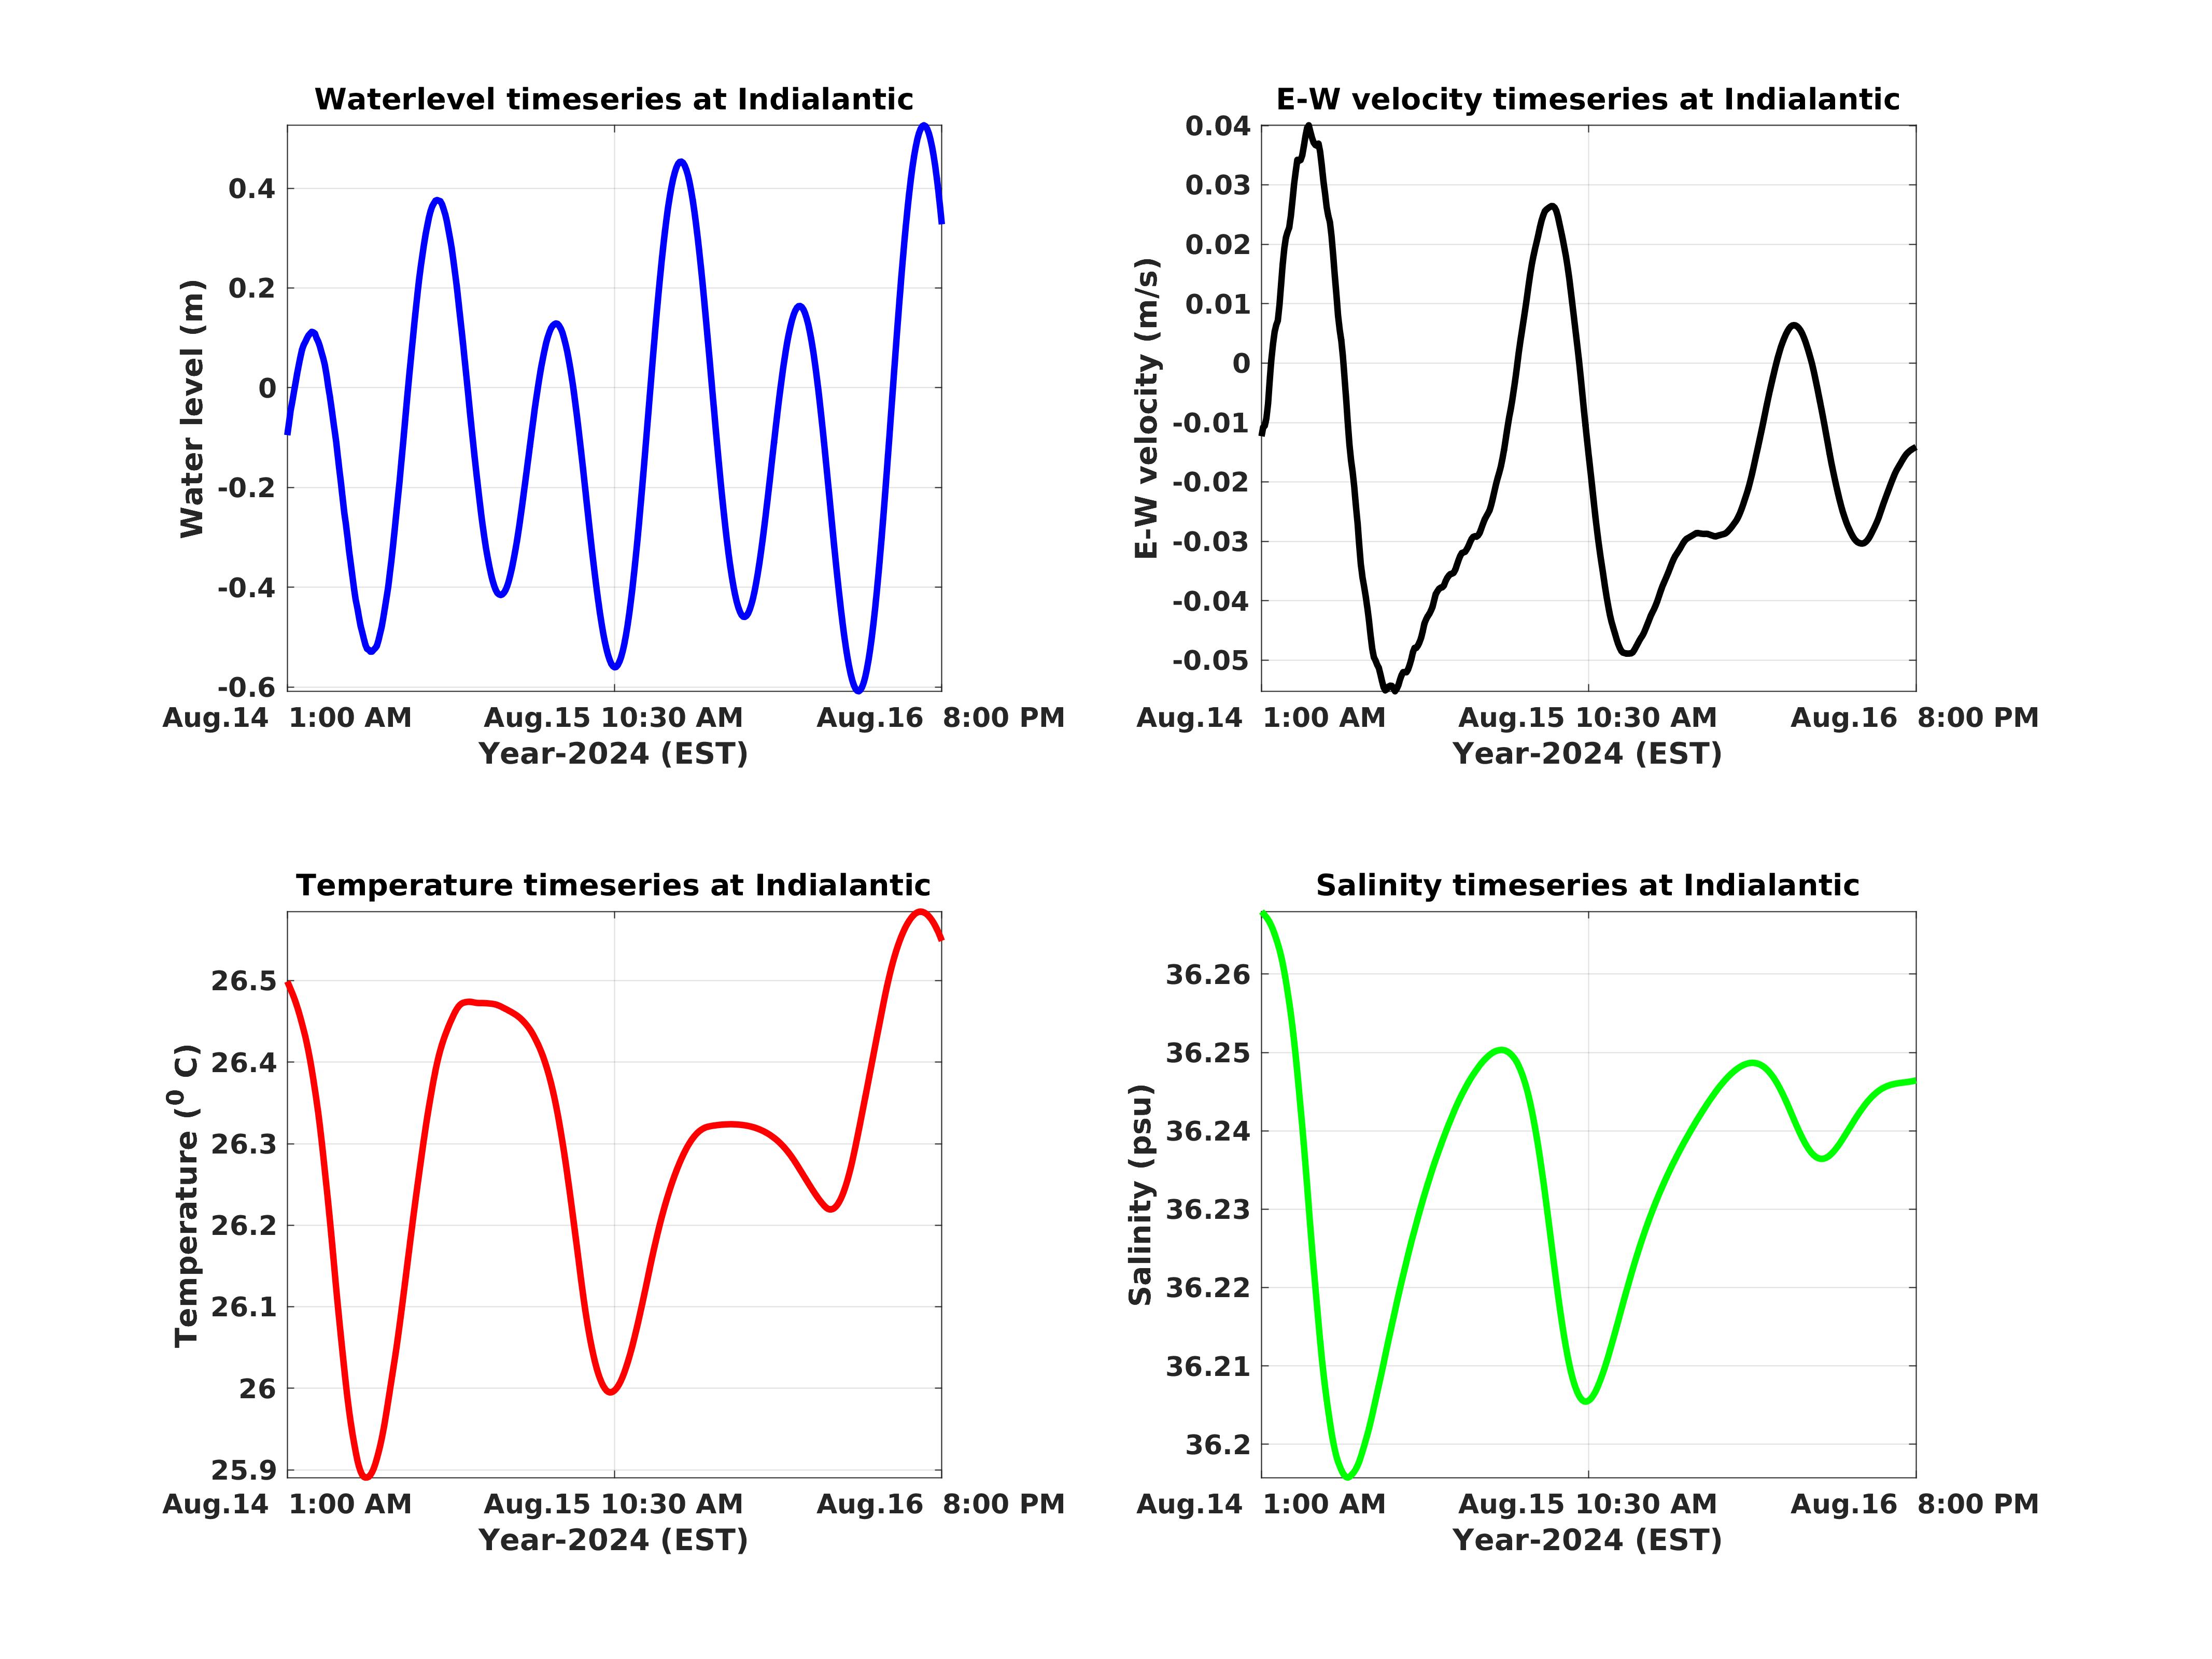 Waterlevel timeseries at Indialantic
0.4
0.2
0
-0.2
-0.4
-0.6
Water level (m)
Aug.14 1:00 AM
Aug.15 10:30 AM
Aug.16 8:00 PM
Year-2024 (EST)
E-W velocity timeseries at Indialantic
0.04
0.03
0.02
0.01
0
-0.01
-0.02
-0.03
-0.04
-0.05
E-W velocity (m/s)
Aug.14 1:00 AM
Aug.15 10:30 AM
Aug.16 8:00 PM
Year-2024 (EST)
Temperature timeseries at Indialantic
26.5
26.4
26.3
26.2
26.1
26
25.9
Temperature (⁰ C)
Aug.14 1:00 AM
Aug.15 10:30 AM
Aug.16 8:00 PM
Year-2024 (EST)
Salinity timeseries at Indialantic
36.26
36.25
36.24
36.23
36.22
36.21
36.2
Salinity (psu)
Aug.14 1:00 AM
Aug.15 10:30 AM
Aug.16 8:00 PM
Year-2024 (EST)